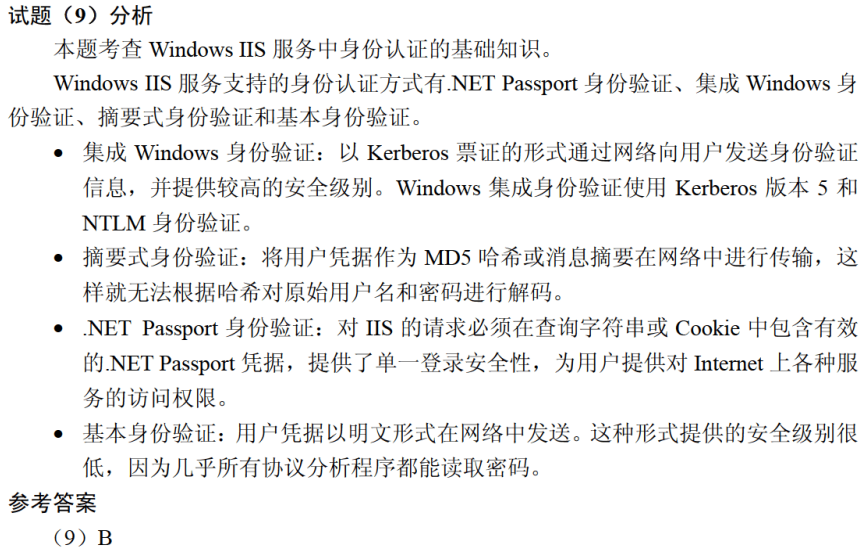 试题（9）分析
本题考查 Windows IIS 服务中身份认证的基础知识。
Windows IIS 服务支持的身份认证方式有.NET Passport 身份验证、集成 Windows 身
份验证、摘要式身份验证和基本身份验证。
● 集成 Windows 身份验证：以 Kerberos 票证的形式通过网络向用户发送身份验证
信息，并提供较高的安全级别。Windows 集成身份验证使用 Kerberos 版本 5 和
NTLM 身份验证。
● 摘要式身份验证：将用户凭据作为 MD5 哈希或消息摘要在网络中进行传输，这
样就无法根据哈希对原始用户名和密码进行解码。
● .NET Passport 身份验证：对 IIS 的请求必须在查询字符串或 Cookie 中包含有效
的.NET Passport 凭据，提供了单一登录安全性，为用户提供对 Internet 上各种服
务的访问权限。
● 基本身份验证：用户凭据以明文形式在网络中发送。这种形式提供的安全级别很
低，因为几乎所有协议分析程序都能读取密码。
参考答案
（9）B